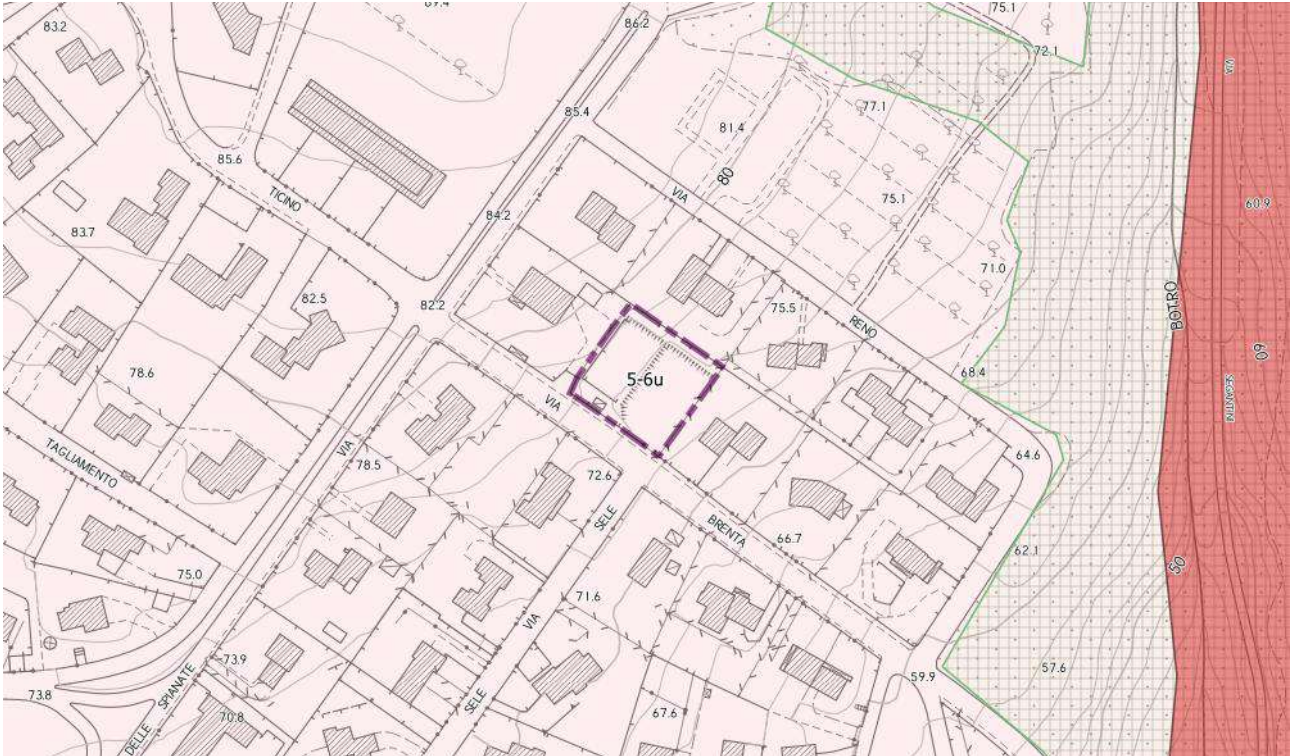 89.4
75.1
83.2
86.2
72.1
VIA
77.1
85.4
81.4
85.6
80
VIA
TICINO
75.1
60.9
84.2
83.7
71.0
82.5
82.2
75.5
BOTRO
RENO
60
5-6u
68.4
78.6
VIA
SEGANTINI
VIA
TAGLIAMENTO
78.5
72.6
64.6
SELE
BRENTA
66.7
62.1
50
75.0
71.6
VIA
73.9
57.6
59.9
73.8
SPIANATE
SELE
67.6
70.8
DELLE